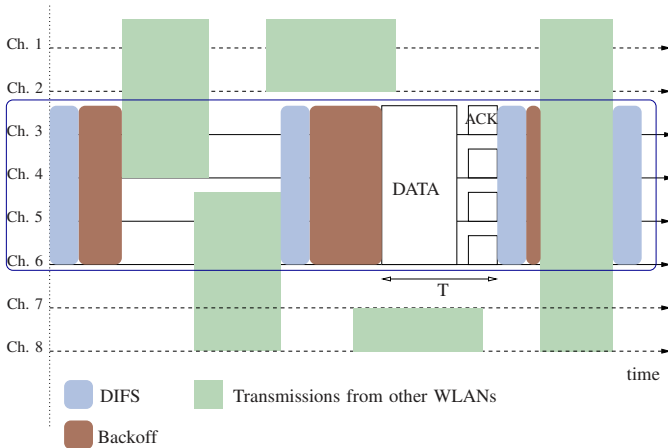 Ch. 1
Ch. 2
Ch. 3
ACK
Ch. 4
DATA
Ch. 5
Ch. 6
T
Ch. 7
Ch. 8
time
DIFS
Transmissions from other WLANs
Backoff